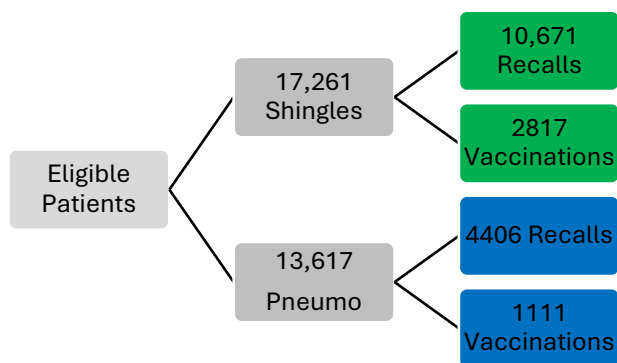 Eligible
Patients
17,261
Shingles
10,671
Recalls
2817
Vaccinations
13,617
Pneumo
4406 Recalls
1111
Vaccinations